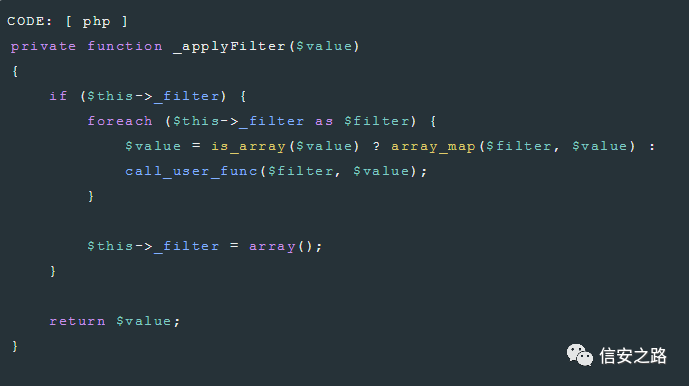 CODE: [ php ]
private function _applyFilter($value)
{
    if ($this->_filter) {
        foreach ($this->_filter as $filter) {
            $value = is_array($value) ? array_map($filter, $value) :
            call_user_func($filter, $value);
        }

        $this->_filter = array();
    }

    return $value;
}
信安之路